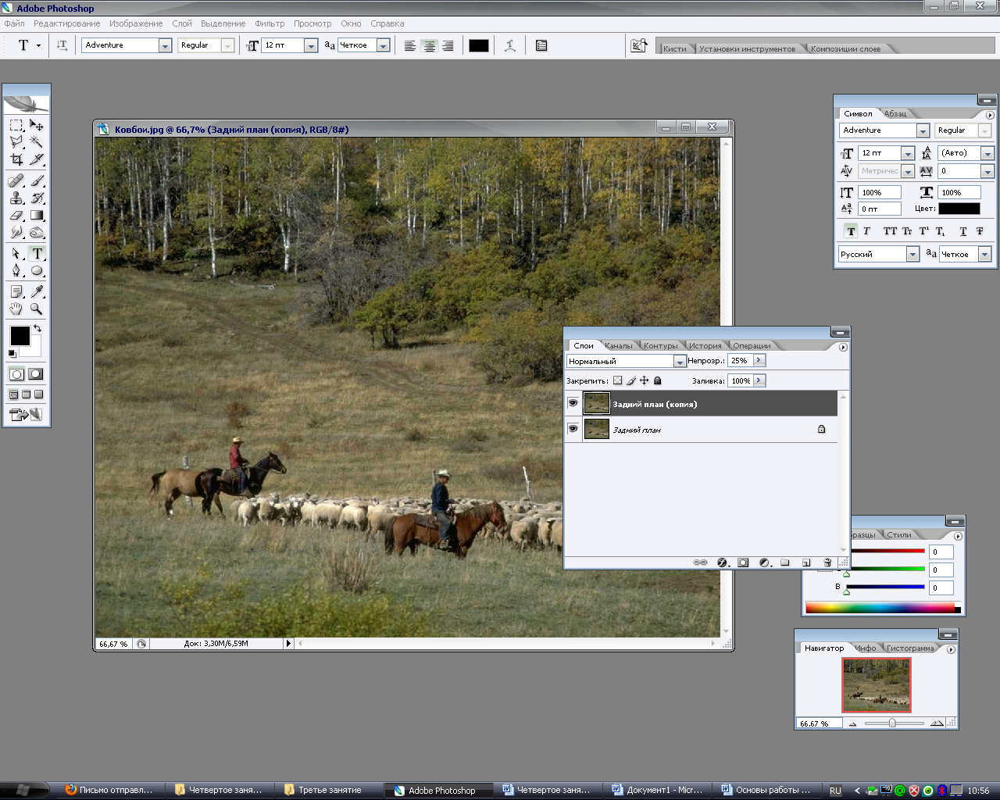 Adobe Photoshop
Файл Редактирование Изображение Слой Выделение Фильтр Просмотр Окно Справка
T Adventure Regular 12 пт Четкое Кисти Установки инструментов Композиции слоев
Ковбои.jpg @ 66,7% (Задний план (копия), RGB/8#)
66,67 % Док: 3,30M/6,59M
Символ Абзац
Adventure Regular
12 пт (Авто)
Метричес 0
100% 100%
0 пт Цвет:
T T TT Tт T¹ T₁ T T
Русский аа Четкое
Слои Каналы Контуры История Операции
Нормальный Непрозр.: 25%
Закрепить: Заливка: 100%
Задний план (копия)
Задний план
Стили
0
0
B 0
Навигатор Инфо Гистограмма
66.67 %
Письмо отправл... Четвертое заня... Третье занятие Adobe Photoshop Четвертое заня... Документ1 - Micr... Основы работы ... RU 10:56